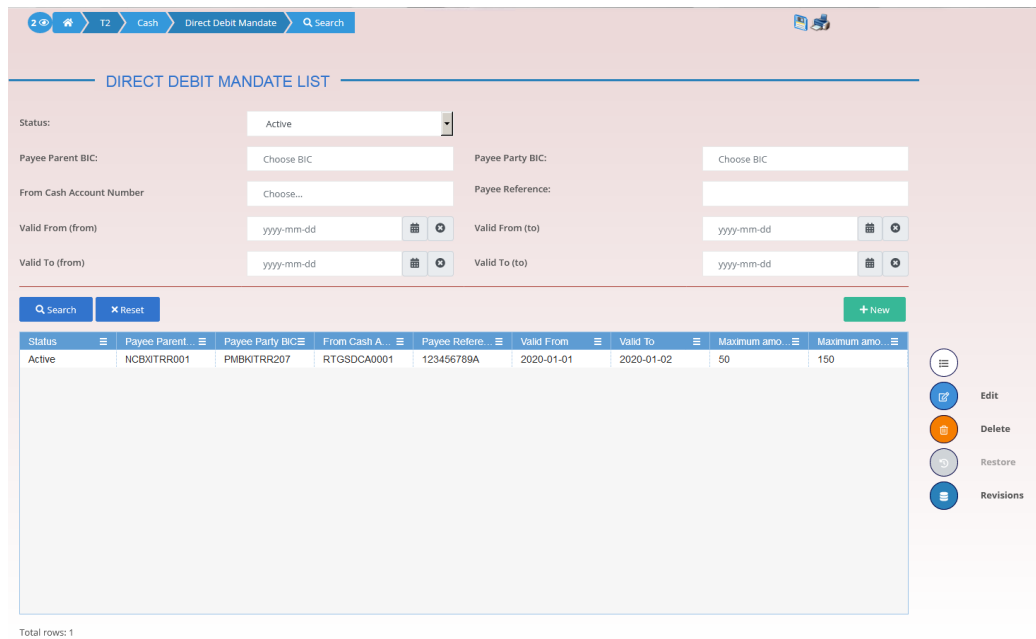 2 T2 Cash Direct Debit Mandate Search
DIRECT DEBIT MANDATE LIST
Status: Active
Payee Parent BIC: Choose BIC Payee Party BIC: Choose BIC
From Cash Account Number Choose... Payee Reference:
Valid From (from) yyyy-mm-dd Valid From (to) yyyy-mm-dd
Valid To (from) yyyy-mm-dd Valid To (to) yyyy-mm-dd
Search Reset New
Status Payee Parent... Payee Party BIC From Cash A... Payee Refere... Valid From Valid To Maximum amo... Maximum amo...
Active NCBXITRR001 PMBKITRR207 RTGSDCA0001 123456789A 2020-01-01 2020-01-02 50 150
Edit
Delete
Restore
Revisions
Total rows: 1